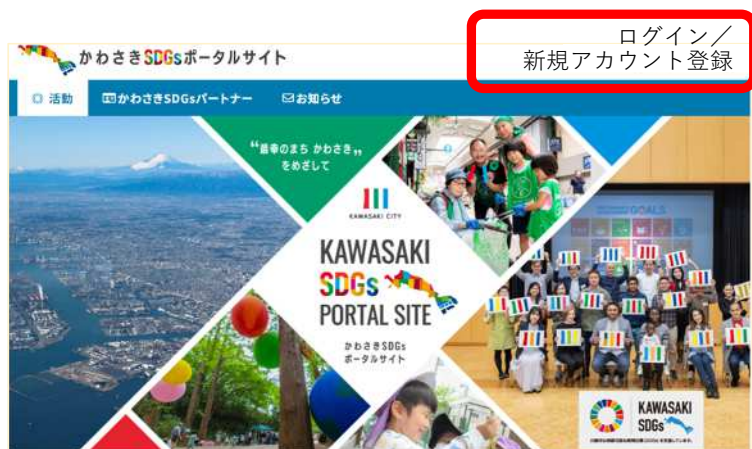 ログイン／
新規アカウント登録
かわさきSDGsポータルサイト
活動
かわさきSDGsパートナー
お知らせ
“最幸のまち かわさき„
をめざして
KAWASAKI CITY
KAWASAKI
SDGs
PORTAL SITE
かわさきSDGs
ポータルサイト
GOALS
KAWASAKI
SDGs